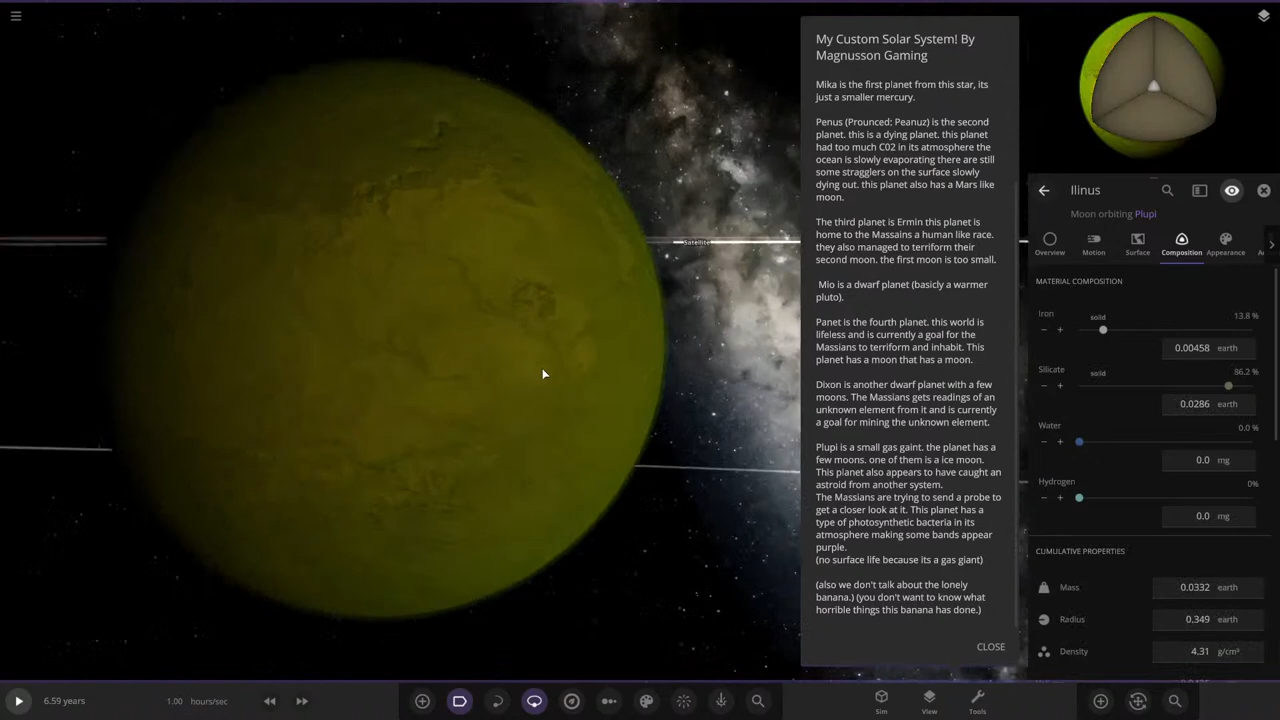 My Custom Solar System! By
Magnusson Gaming
Mika is the first planet from this star, its
just a smaller mercury.
Penus (Prounced; Peanuz) is the second
planet. this is a dying planet. this planet
had too much C02 in its atmosphere the
ocean is slowly evaporating there are still
some stragglers on the surface slowly
dying out. this planet also has a Mars like
moon.
The third planet is Ermin this planet is
home to the Massains a human like race.
they also managed to terriform their
second moon. the first moon is too small.
Mio is a dwarf planet (basicly a warmer
pluto).
Panet is the fourth planet. this world is
lifeless and is currently a goal for the
Massians to terriform and inhabit. This
planet has a moon that has a moon.
Dixon is another dwarf planet with a few
moons. The Massians gets readings of an
unknown element from it and is currently
a goal for mining the unknown element.
Plupi is a small gas gaint. the planet has a
few moons. one of them is a ice moon.
This planet also appears to have caught an
astroid from another system.
The Massians are trying to send a probe to
get a closer look at it. This planet has a
type of photosynthetic bacteria in its
atmosphere making some bands appear
purple.
(no surface life because its a gas giant)
(also we don't talk about the lonely
banana.) (you don't want to know what
horrible things this banana has done.)
CLOSE
Satellite
Ilinus
Moon orbiting Plupi
Overview Motion Surface Composition Appearance
MATERIAL COMPOSITION
Iron solid 13.8 %
0.00458 earth
Silicate solid 86.2 %
0.0286 earth
Water 0.0 %
0.0 mg
Hydrogen 0%
0.0 mg
CUMULATIVE PROPERTIES
Mass 0.0332 earth
Radius 0.349 earth
Density 4.31 g/cm³
6.59 years 1.00 hours/sec
Sim View Tools